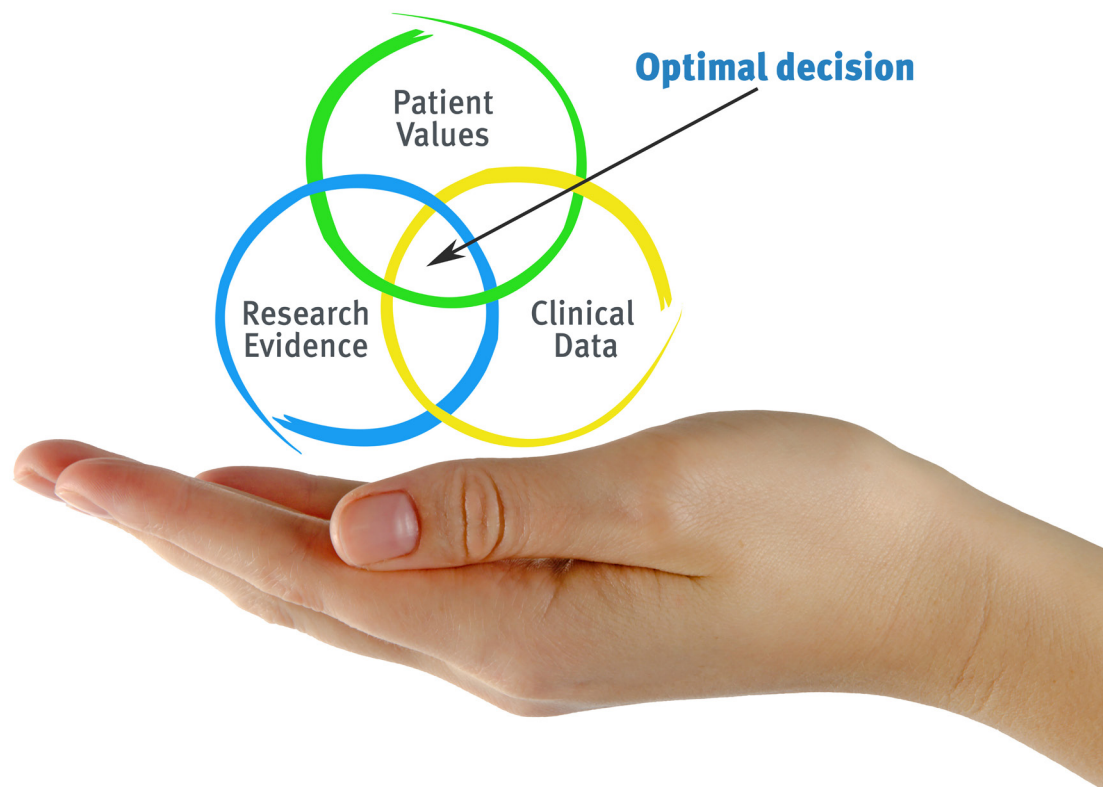 Optimal decision
Patient
Values
Research
Evidence
Clinical
Data